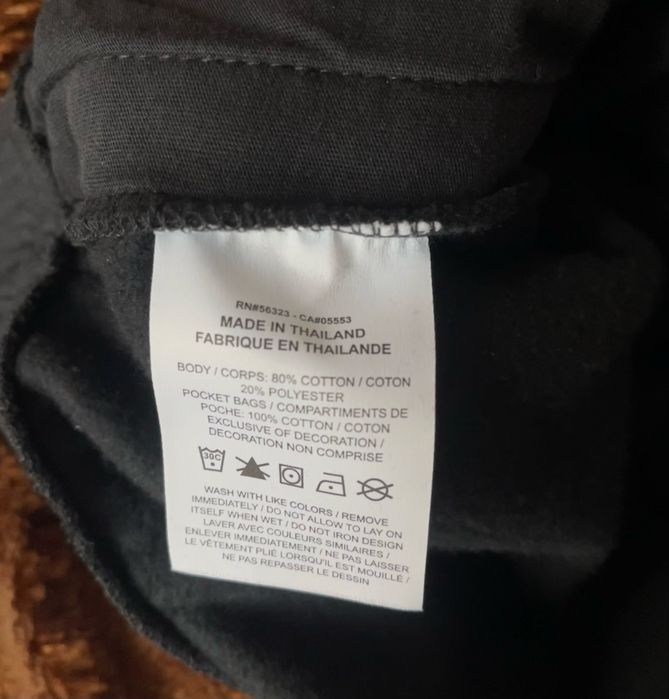 RN#56323 - CA#05553
MADE IN THAILAND
FABRIQUE EN THAILANDE
BODY / CORPS: 80% COTTON / COTON
20% POLYESTER
POCKET BAGS / COMPARTIMENTS DE
POCHE: 100% COTTON / COTON
EXCLUSIVE OF DECORATION /
DECORATION NON COMPRISE
30C
WASH WITH LIKE COLORS / REMOVE
IMMEDIATELY / DO NOT ALLOW TO LAY ON
ITSELF WHEN WET / DO NOT IRON DESIGN
LAVER AVEC COULEURS SIMILAIRES /
ENLEVER IMMEDIATEMENT / NE PAS LAISSER
LE VÊTEMENT PLIÉ LORSQU'IL EST MOUILLÉ /
NE PAS REPASSER LE DESSIN